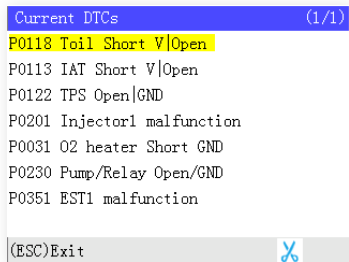 Current DTCs (1/1)
P0118 Toil Short V|Open
P0113 IAT Short V|Open
P0122 TPS Open|GND
P0201 Injector1 malfunction
P0031 O2 heater Short GND
P0230 Pump/Relay Open/GND
P0351 EST1 malfunction
(ESC)Exit